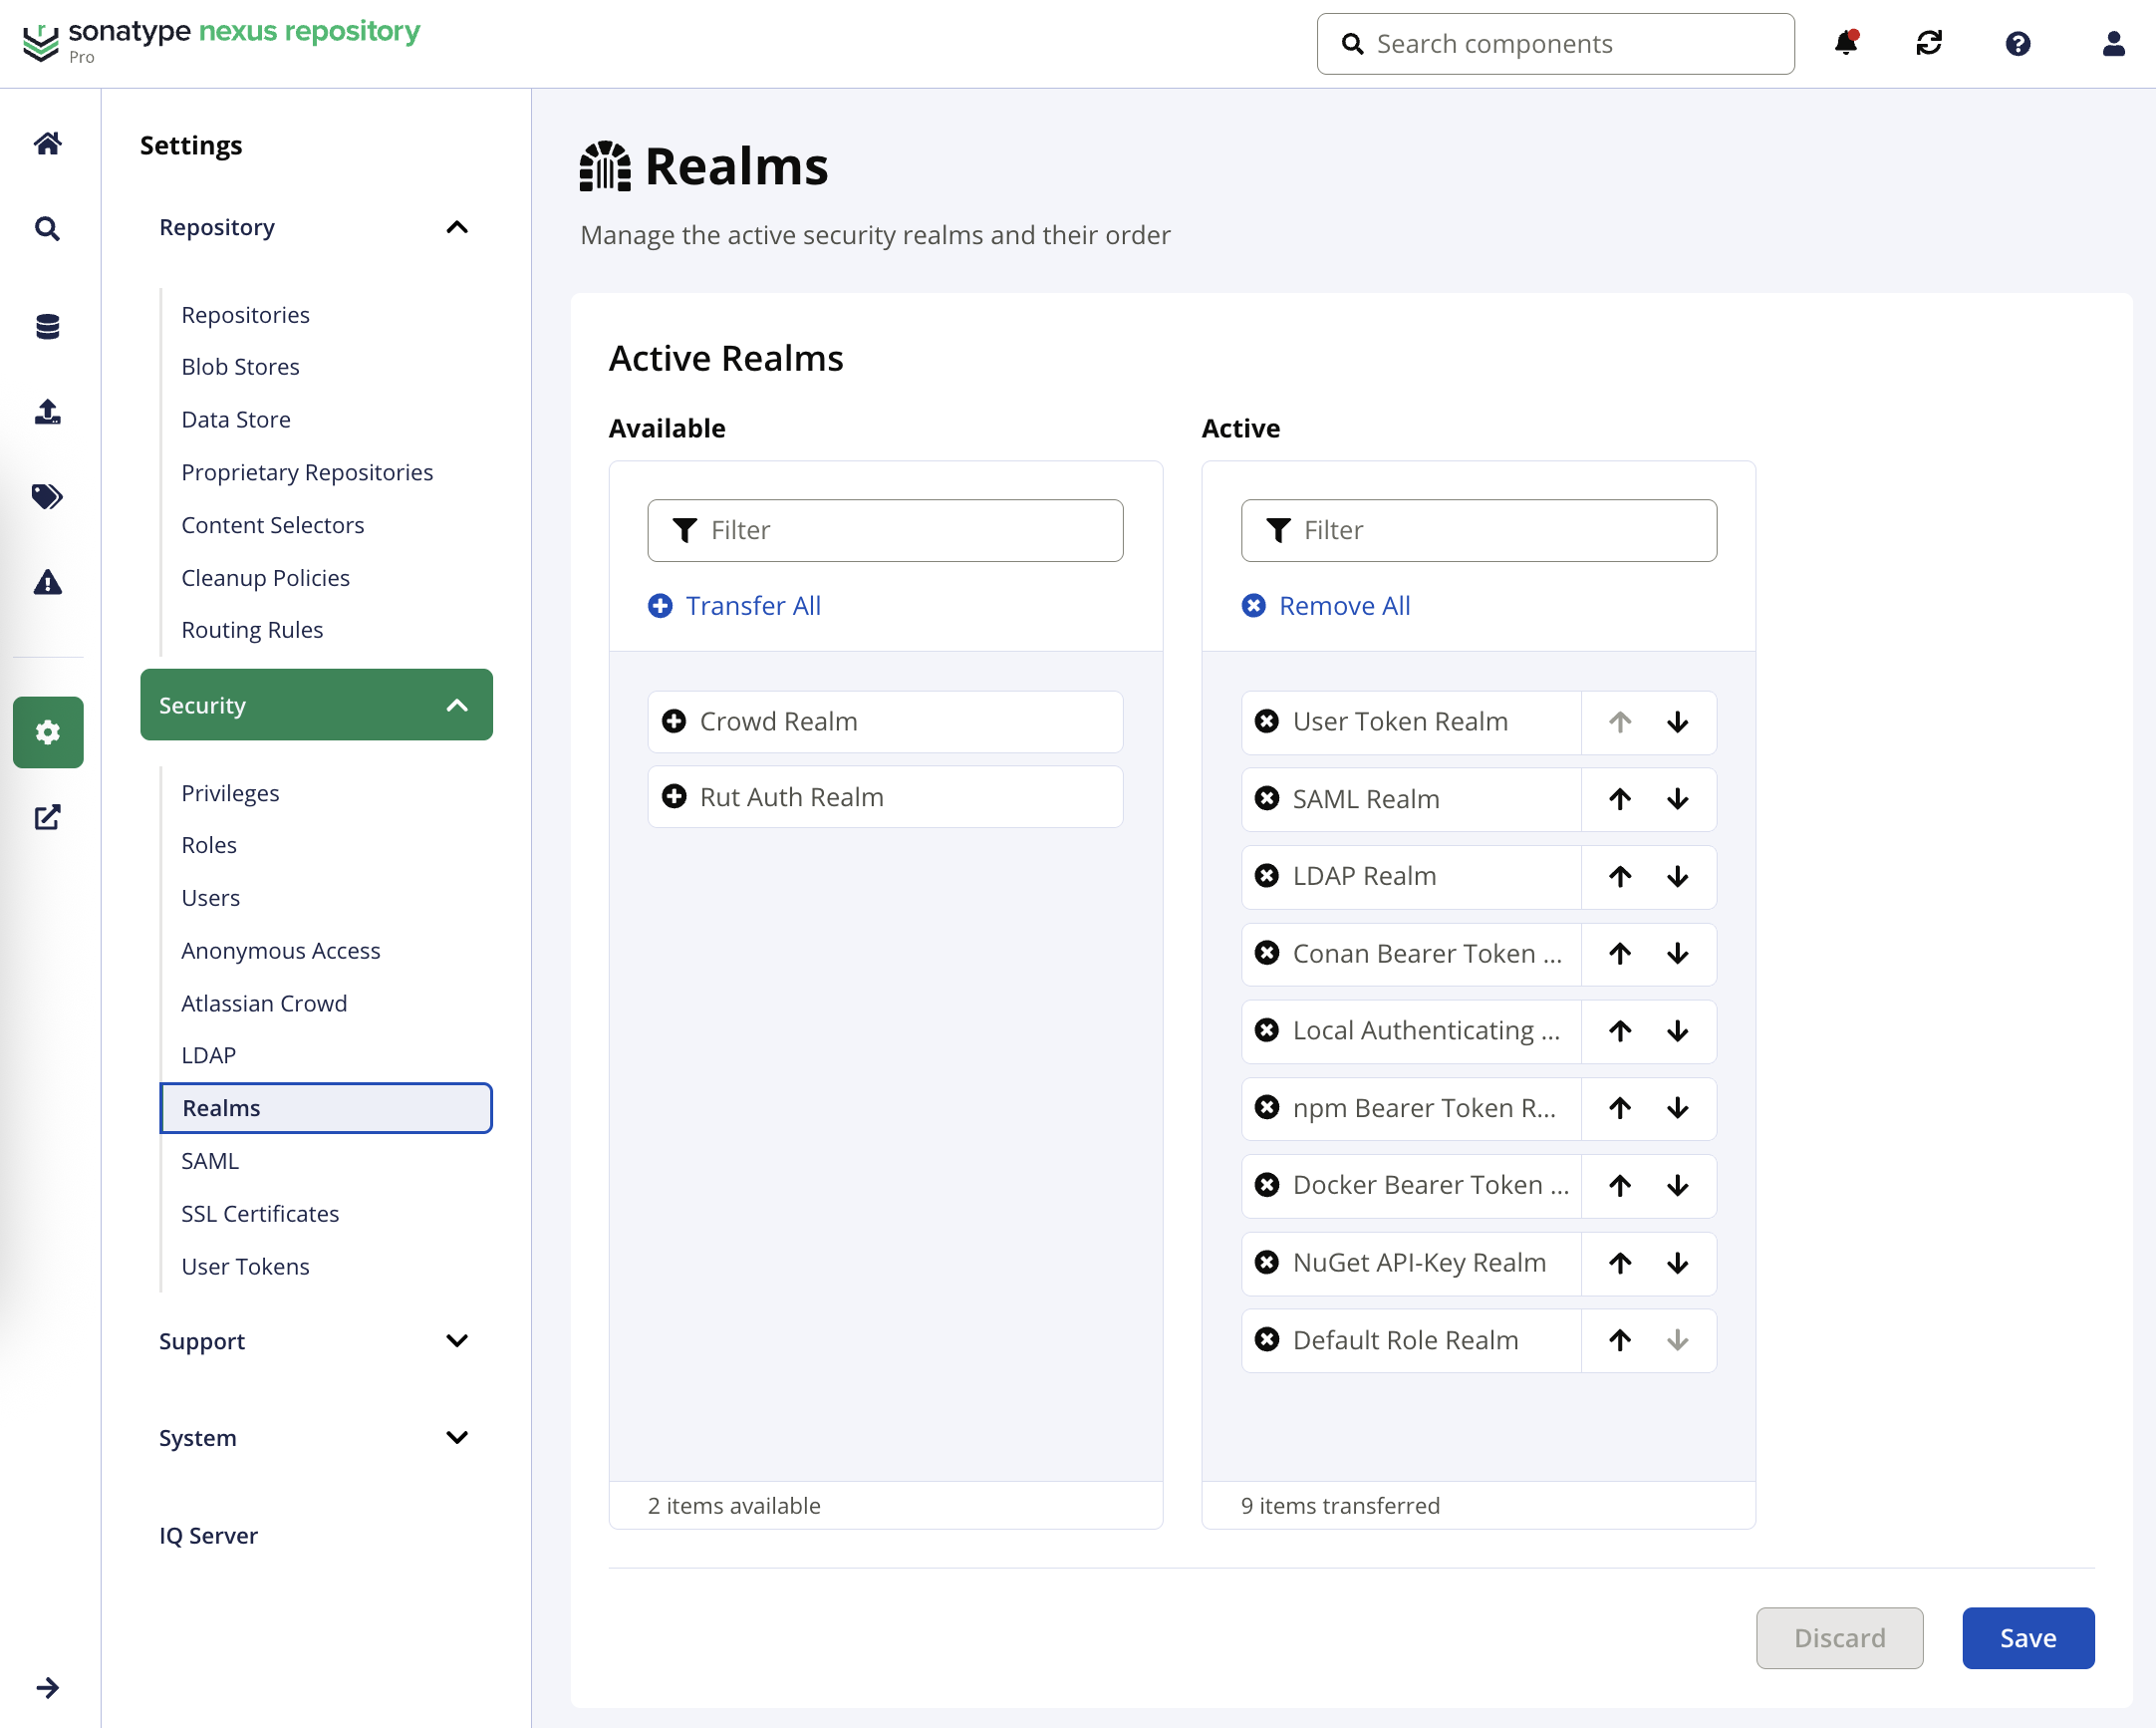 sonatype nexus repository
Pro
Search components
Settings
Repository
Repositories
Blob Stores
Data Store
Proprietary Repositories
Content Selectors
Cleanup Policies
Routing Rules
Security
Privileges
Roles
Users
Anonymous Access
Atlassian Crowd
LDAP
Realms
SAML
SSL Certificates
User Tokens
Support
System
IQ Server
Realms
Manage the active security realms and their order
Active Realms
Available
Filter
Transfer All
Crowd Realm
Rut Auth Realm
2 items available
Active
Filter
Remove All
User Token Realm
SAML Realm
LDAP Realm
Conan Bearer Token ...
Local Authenticating ...
npm Bearer Token R...
Docker Bearer Token ...
NuGet API-Key Realm
Default Role Realm
9 items transferred
Discard
Save